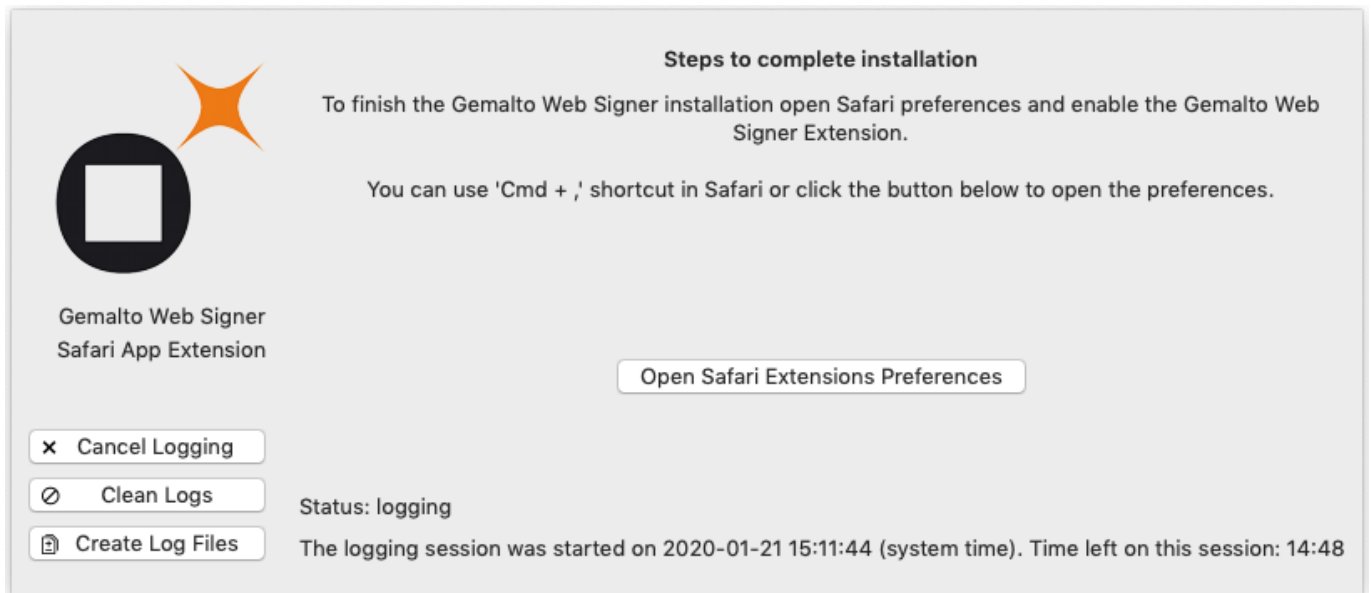 Steps to complete installation
To finish the Gemalto Web Signer installation open Safari preferences and enable the Gemalto Web
Signer Extension.
You can use 'Cmd + ,' shortcut in Safari or click the button below to open the preferences.
Gemalto Web Signer
Safari App Extension
Open Safari Extensions Preferences
Cancel Logging
Clean Logs
Create Log Files
Status: logging
The logging session was started on 2020-01-21 15:11:44 (system time). Time left on this session: 14:48